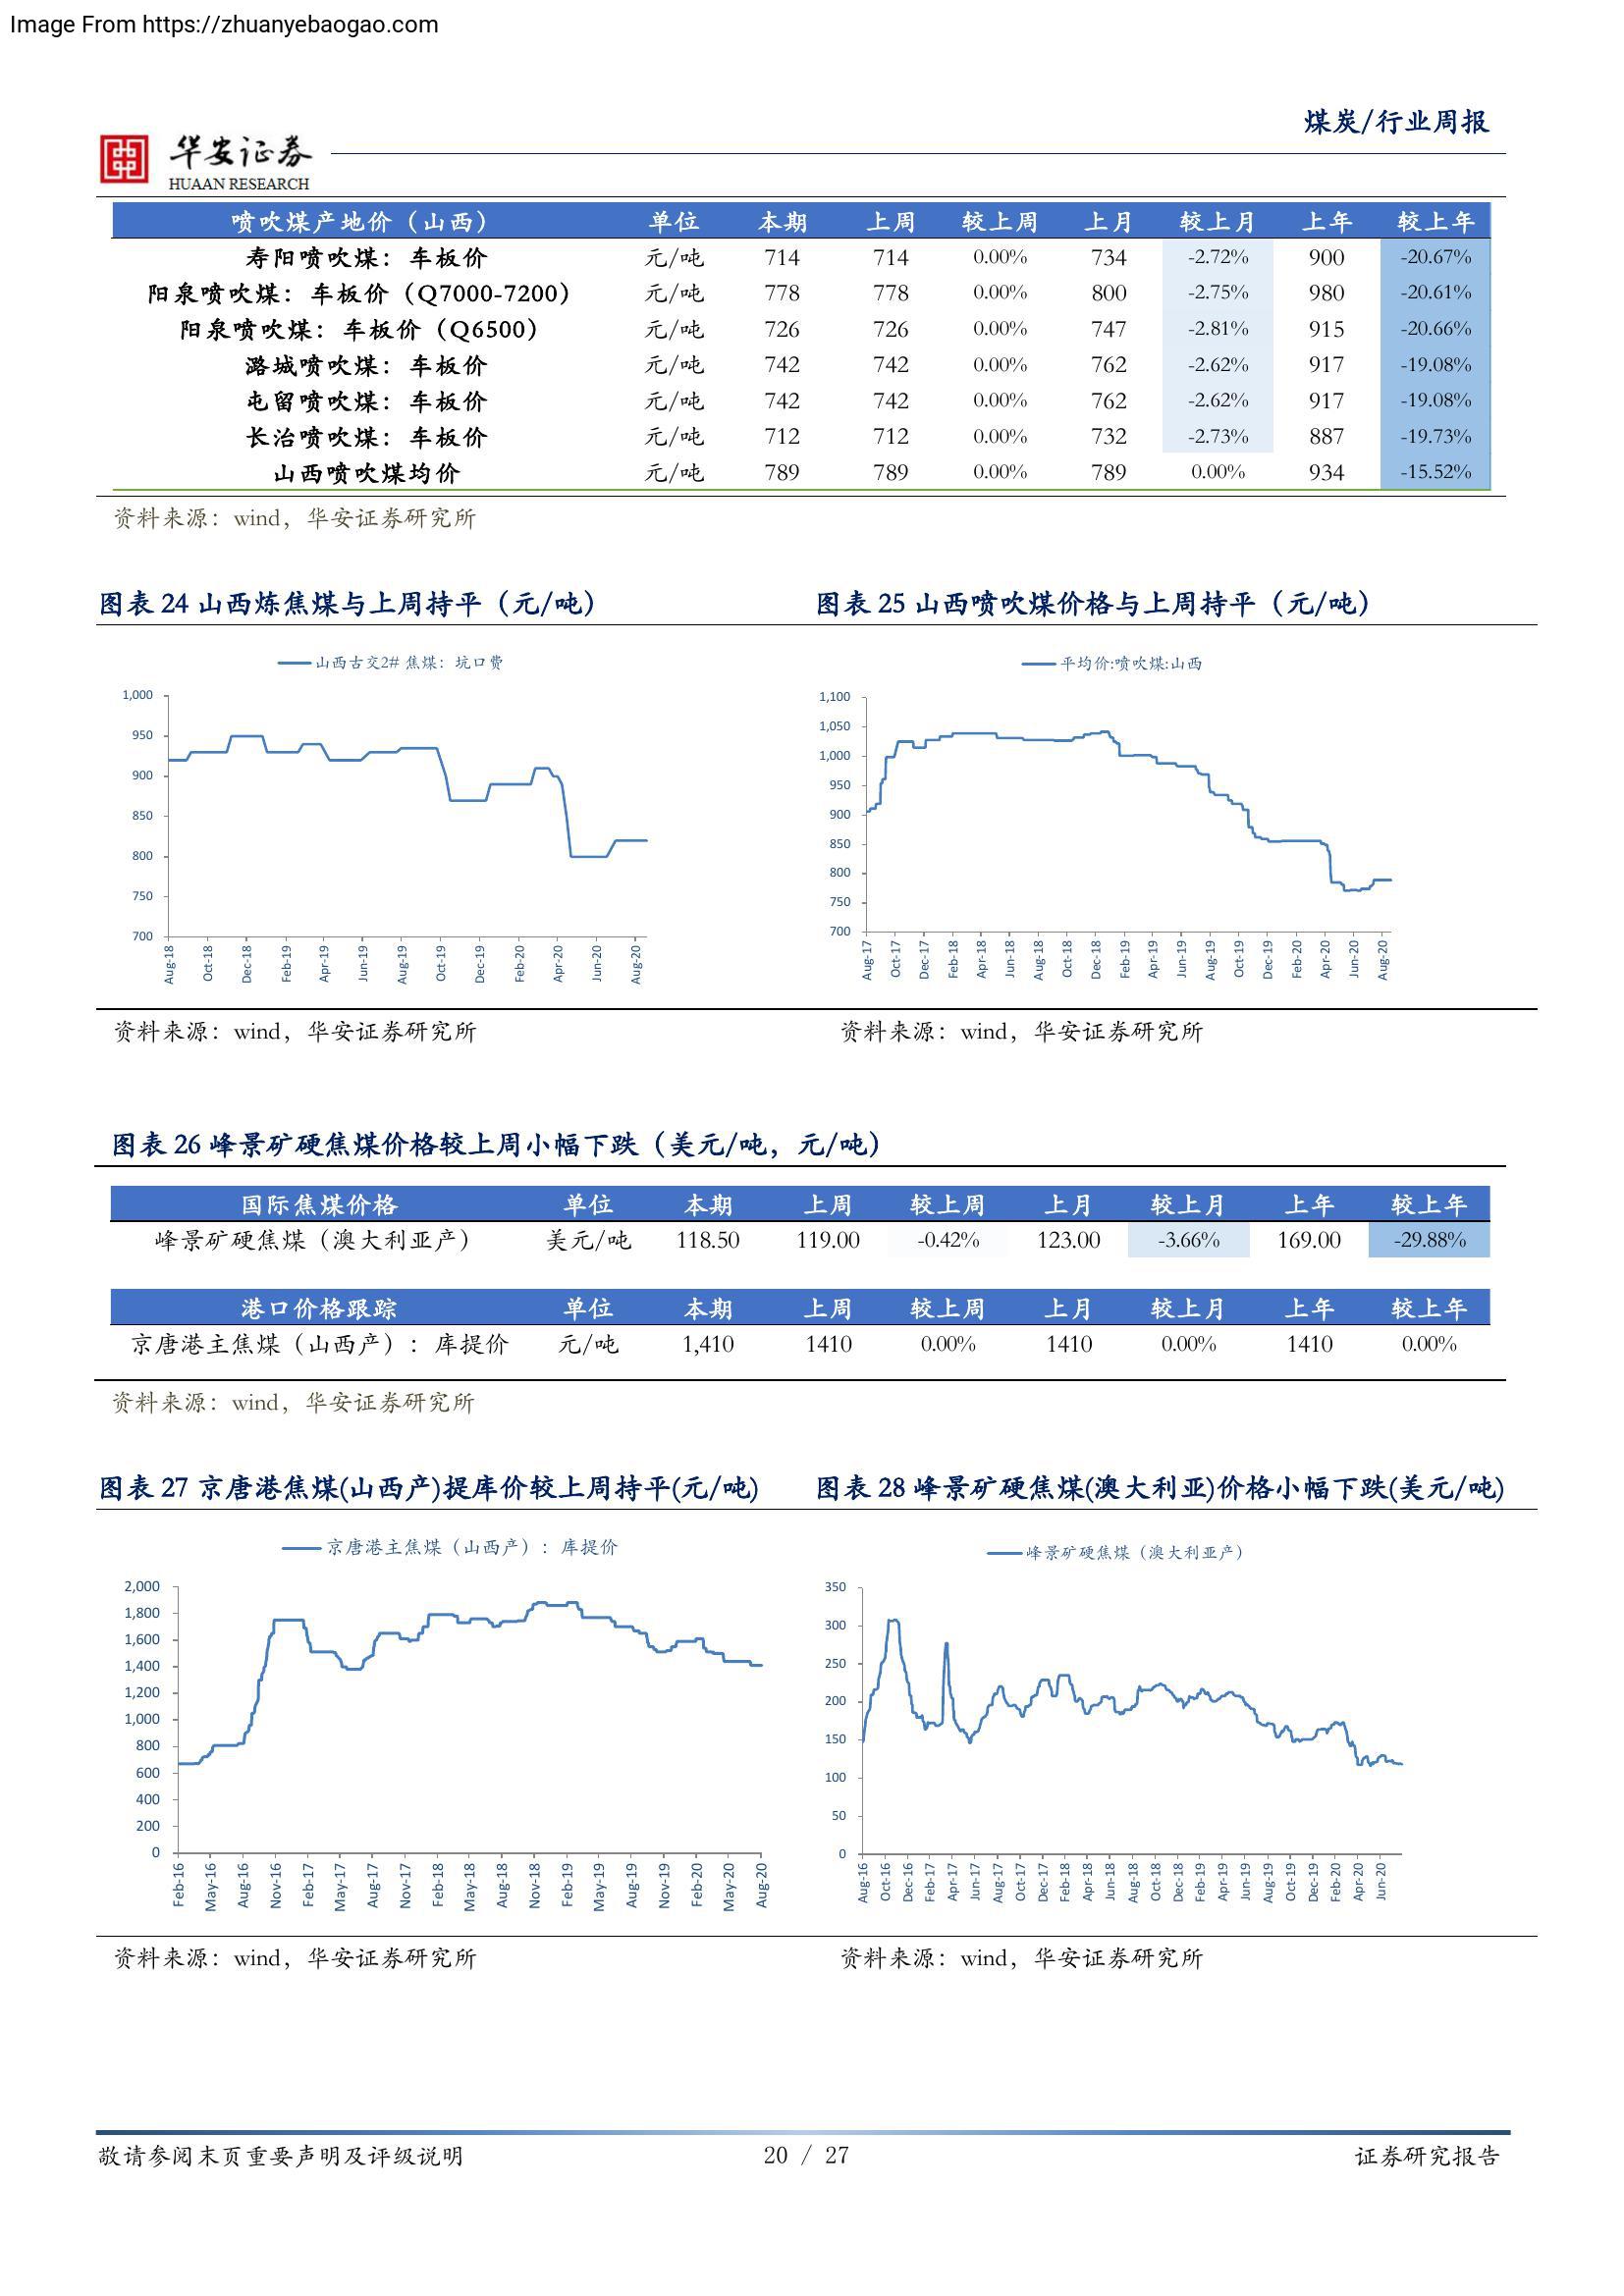 Image From https://zhuanyebaogao.com
煤炭/行业周报
华安证券
HUAAN RESEARCH
喷吹煤产地价（山西） 单位 本期 上周 较上周 上月 较上月 上年 较上年
寿阳喷吹煤：车板价 元/吨 714 714 0.00% 734 -2.72% 900 -20.67%
阳泉喷吹煤：车板价（Q7000-7200） 元/吨 778 778 0.00% 800 -2.75% 980 -20.61%
阳泉喷吹煤：车板价（Q6500） 元/吨 726 726 0.00% 747 -2.81% 915 -20.66%
潞城喷吹煤：车板价 元/吨 742 742 0.00% 762 -2.62% 917 -19.08%
屯留喷吹煤：车板价 元/吨 742 742 0.00% 762 -2.62% 917 -19.08%
长治喷吹煤：车板价 元/吨 712 712 0.00% 732 -2.73% 887 -19.73%
山西喷吹煤均价 元/吨 789 789 0.00% 789 0.00% 934 -15.52%
资料来源：wind，华安证券研究所
图表 24 山西炼焦煤与上周持平（元/吨）
山西古交2# 焦煤：坑口费
1,000
950
900
850
800
750
700
Aug-18 Oct-18 Dec-18 Feb-19 Apr-19 Jun-19 Aug-19 Oct-19 Dec-19 Feb-20 Apr-20 Jun-20 Aug-20
资料来源：wind，华安证券研究所
图表 25 山西喷吹煤价格与上周持平（元/吨）
平均价:喷吹煤:山西
1,100
1,050
1,000
950
900
850
800
750
700
Aug-17 Oct-17 Dec-17 Feb-18 Apr-18 Jun-18 Aug-18 Oct-18 Dec-18 Feb-19 Apr-19 Jun-19 Aug-19 Oct-19 Dec-19 Feb-20 Apr-20 Jun-20 Aug-20
资料来源：wind，华安证券研究所
图表 26 峰景矿硬焦煤价格较上周小幅下跌（美元/吨，元/吨）
国际焦煤价格 单位 本期 上周 较上周 上月 较上月 上年 较上年
峰景矿硬焦煤（澳大利亚产） 美元/吨 118.50 119.00 -0.42% 123.00 -3.66% 169.00 -29.88%
港口价格跟踪 单位 本期 上周 较上周 上月 较上月 上年 较上年
京唐港主焦煤（山西产）：库提价 元/吨 1,410 1410 0.00% 1410 0.00% 1410 0.00%
资料来源：wind，华安证券研究所
图表 27 京唐港焦煤(山西产)提库价较上周持平(元/吨)
京唐港主焦煤（山西产）：库提价
2,000
1,800
1,600
1,400
1,200
1,000
800
600
400
200
0
Feb-16 May-16 Aug-16 Nov-16 Feb-17 May-17 Aug-17 Nov-17 Feb-18 May-18 Aug-18 Nov-18 Feb-19 May-19 Aug-19 Nov-19 Feb-20 May-20 Aug-20
资料来源：wind，华安证券研究所
图表 28 峰景矿硬焦煤(澳大利亚)价格小幅下跌(美元/吨)
峰景矿硬焦煤（澳大利亚产）
350
300
250
200
150
100
50
0
Aug-16 Oct-16 Dec-16 Feb-17 Apr-17 Jun-17 Aug-17 Oct-17 Dec-17 Feb-18 Apr-18 Jun-18 Aug-18 Oct-18 Dec-18 Feb-19 Apr-19 Jun-19 Aug-19 Oct-19 Dec-19 Feb-20 Apr-20 Jun-20
资料来源：wind，华安证券研究所
敬请参阅末页重要声明及评级说明
20 / 27
证券研究报告